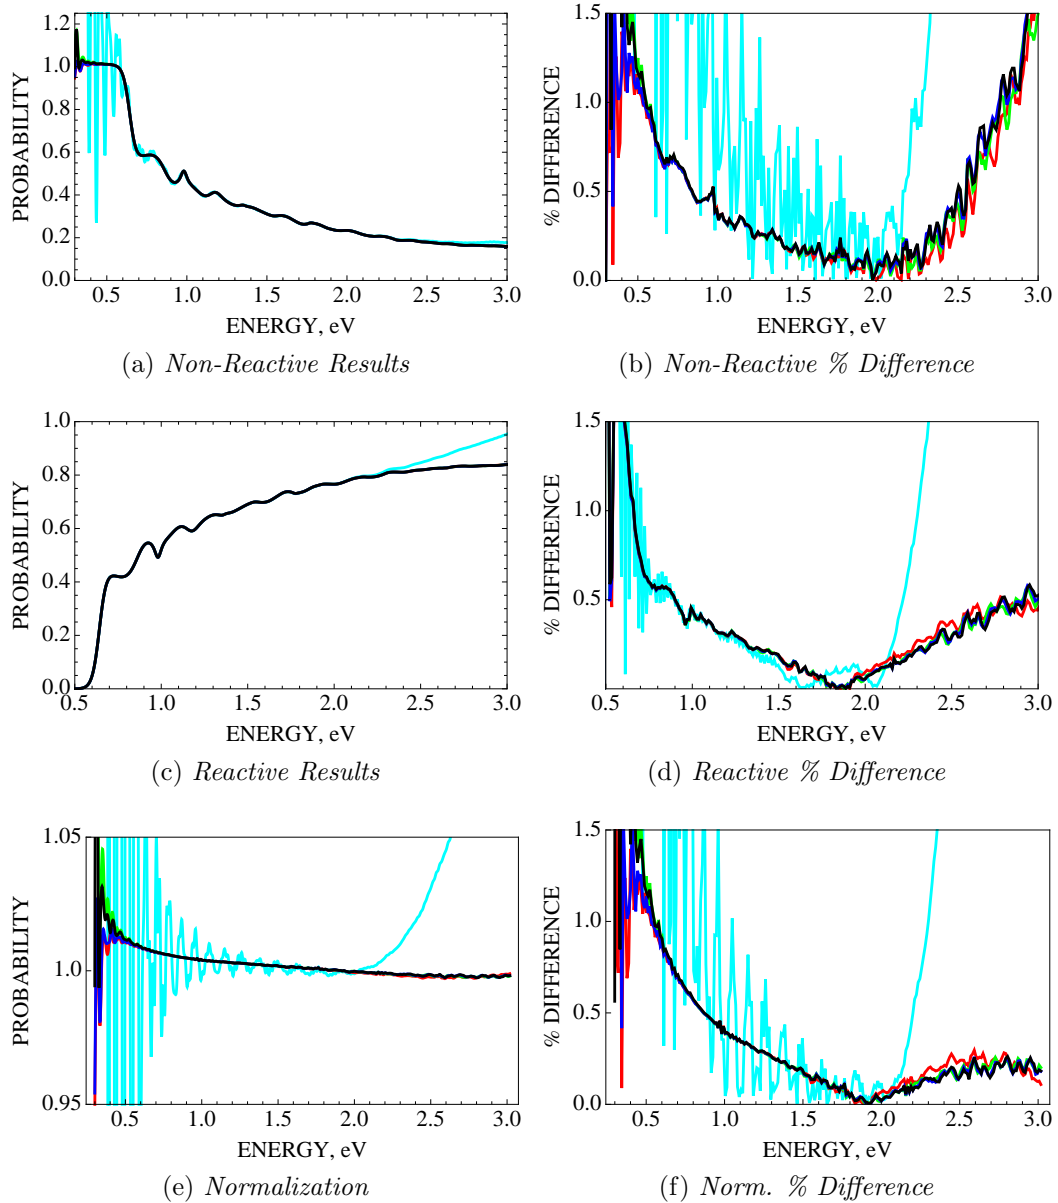 1.2
1.0
0.8
0.6
0.4
0.2
0.0
PROBABILITY
0.5 1.0 1.5 2.0 2.5 3.0
ENERGY, eV
(a) Non-Reactive Results
1.5
1.0
0.5
0.0
% DIFFERENCE
0.5 1.0 1.5 2.0 2.5 3.0
ENERGY, eV
(b) Non-Reactive % Difference
1.0
0.8
0.6
0.4
0.2
0.0
PROBABILITY
0.5 1.0 1.5 2.0 2.5 3.0
ENERGY, eV
(c) Reactive Results
1.5
1.0
0.5
0.0
% DIFFERENCE
0.5 1.0 1.5 2.0 2.5 3.0
ENERGY, eV
(d) Reactive % Difference
1.05
1.00
0.95
PROBABILITY
0.5 1.0 1.5 2.0 2.5 3.0
ENERGY, eV
(e) Normalization
1.5
1.0
0.5
0.0
% DIFFERENCE
0.5 1.0 1.5 2.0 2.5 3.0
ENERGY, eV
(f) Norm. % Difference